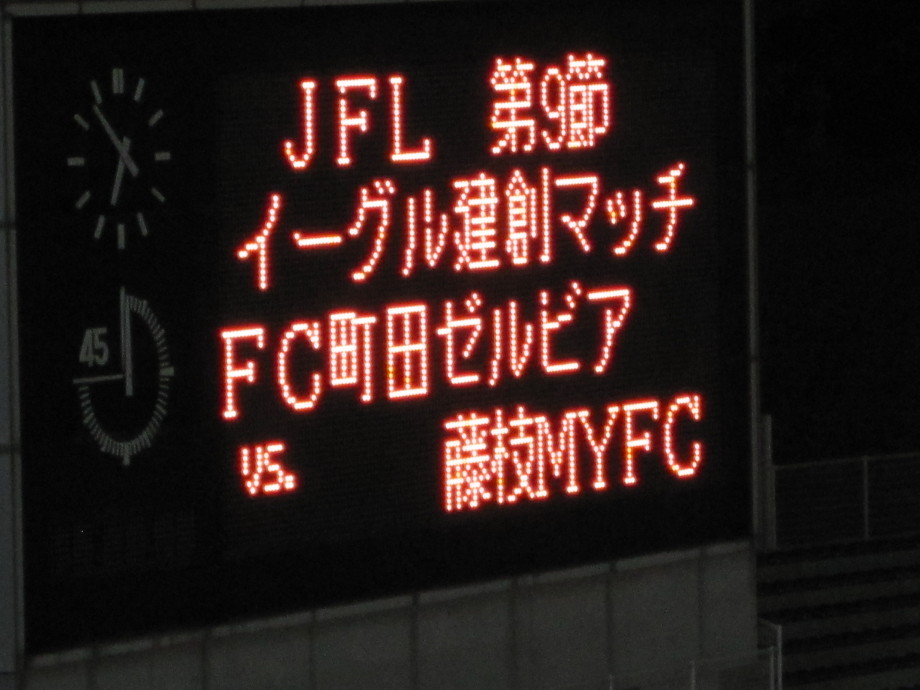 JFL 第9節
イーグル建創マッチ
FC町田ゼルビア
vs. 藤枝MYFC
45